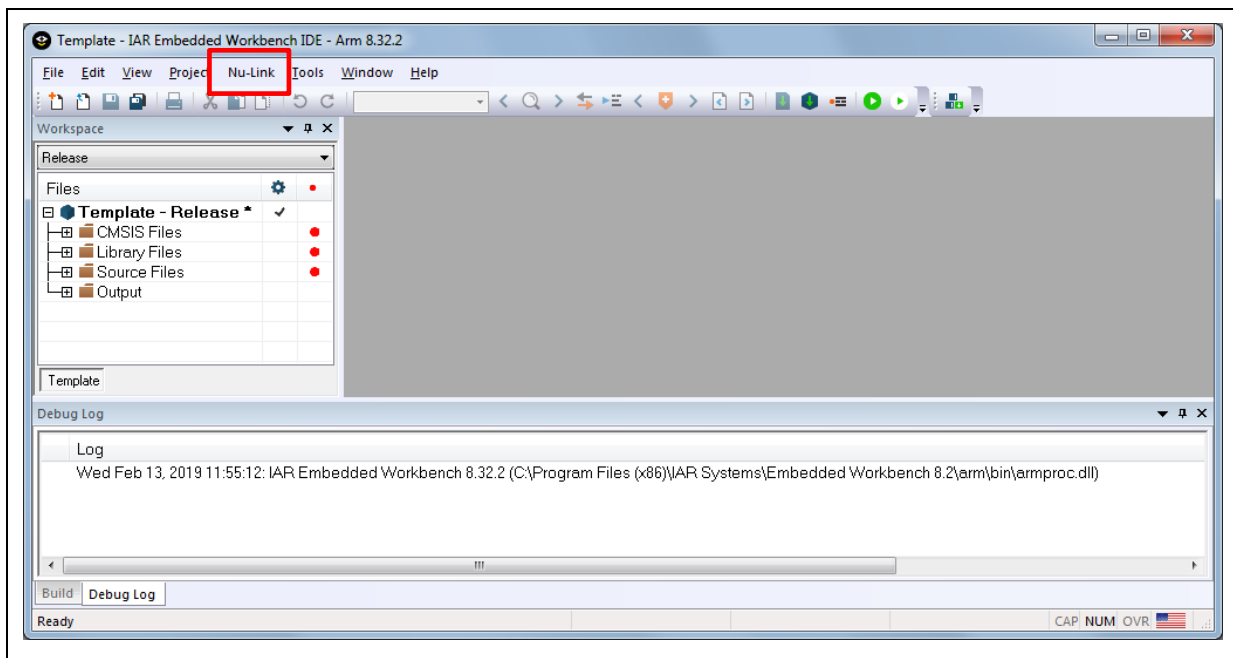 Template - IAR Embedded Workbench IDE - Arm 8.32.2
File Edit View Project Nu-Link Tools Window Help
Workspace
Release
Files
Template - Release *
CMSIS Files
Library Files
Source Files
Output
Template
Debug Log
Log
Wed Feb 13, 2019 11:55:12: IAR Embedded Workbench 8.32.2 (C:\Program Files (x86)\IAR Systems\Embedded Workbench 8.2\arm\bin\armproc.dll)
Build Debug Log
Ready CAP NUM OVR